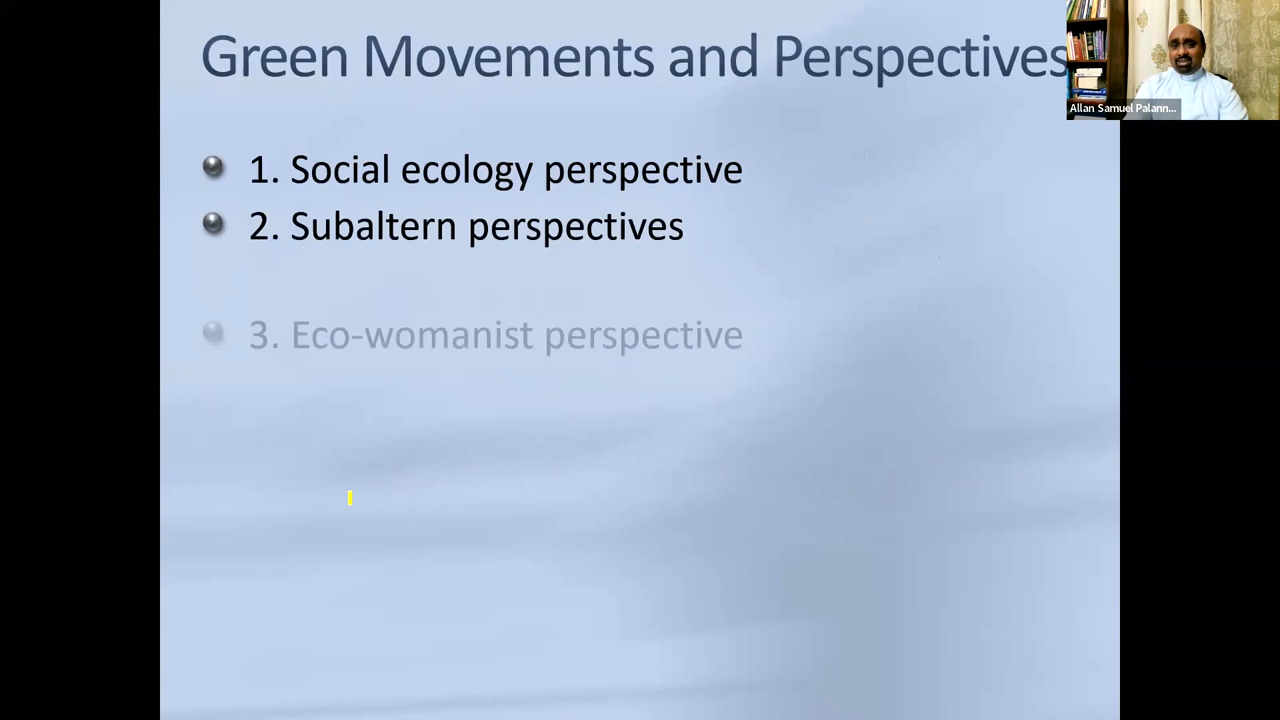 Green Movements and Perspectives
Allan Samuel Palann...
1. Social ecology perspective
2. Subaltern perspectives
3. Eco-womanist perspective